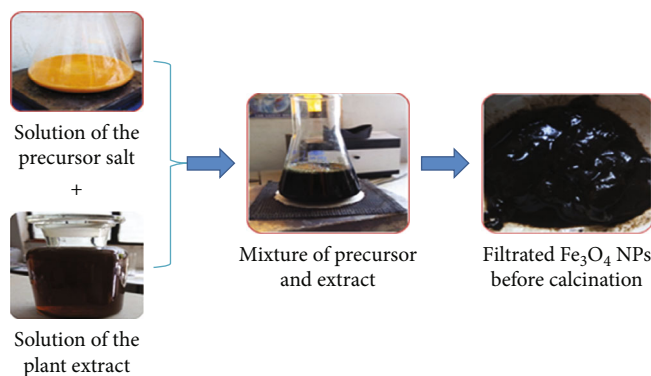 Solution of the
precursor salt
+
Solution of the
plant extract
Mixture of precursor
and extract
Filtrated Fe₃O₄ NPs
before calcination